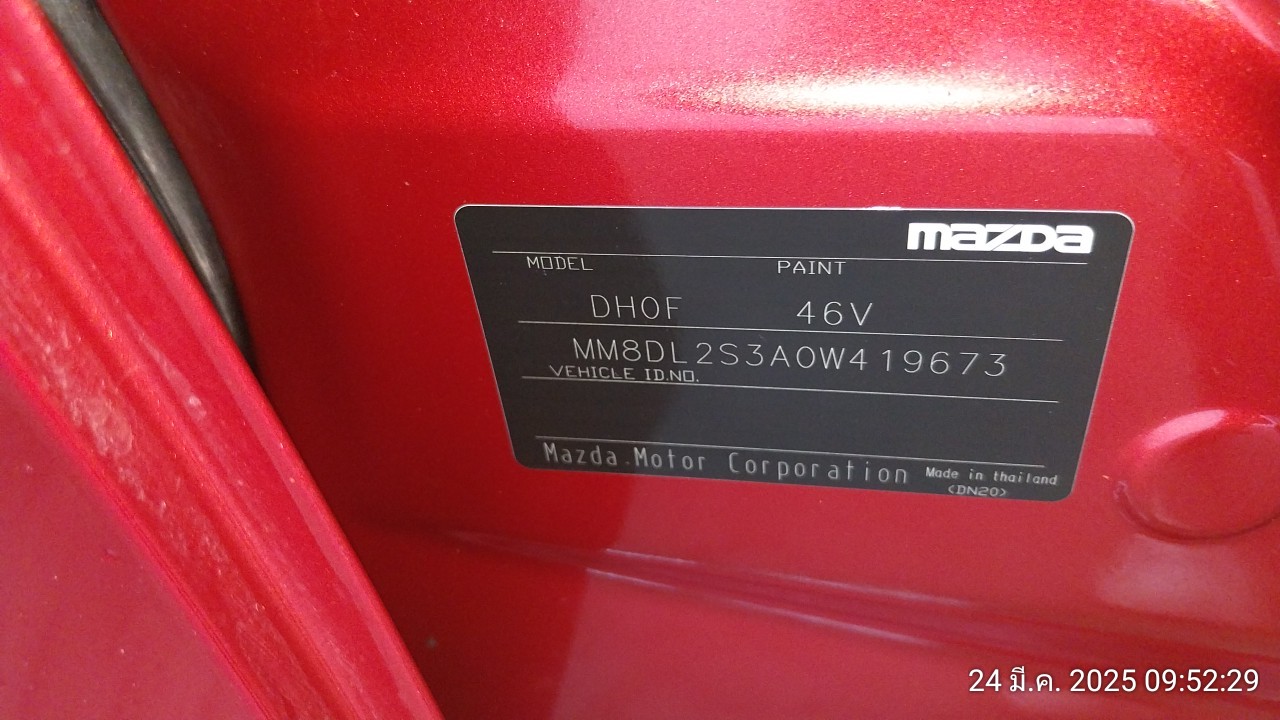 mazda
MODEL PAINT
DH0F 46V
MM8DL2S3A0W419673
VEHICLE ID.NO.
Mazda Motor Corporation Made in thailand
<DN20>
24 มี.ค. 2025 09:52:29